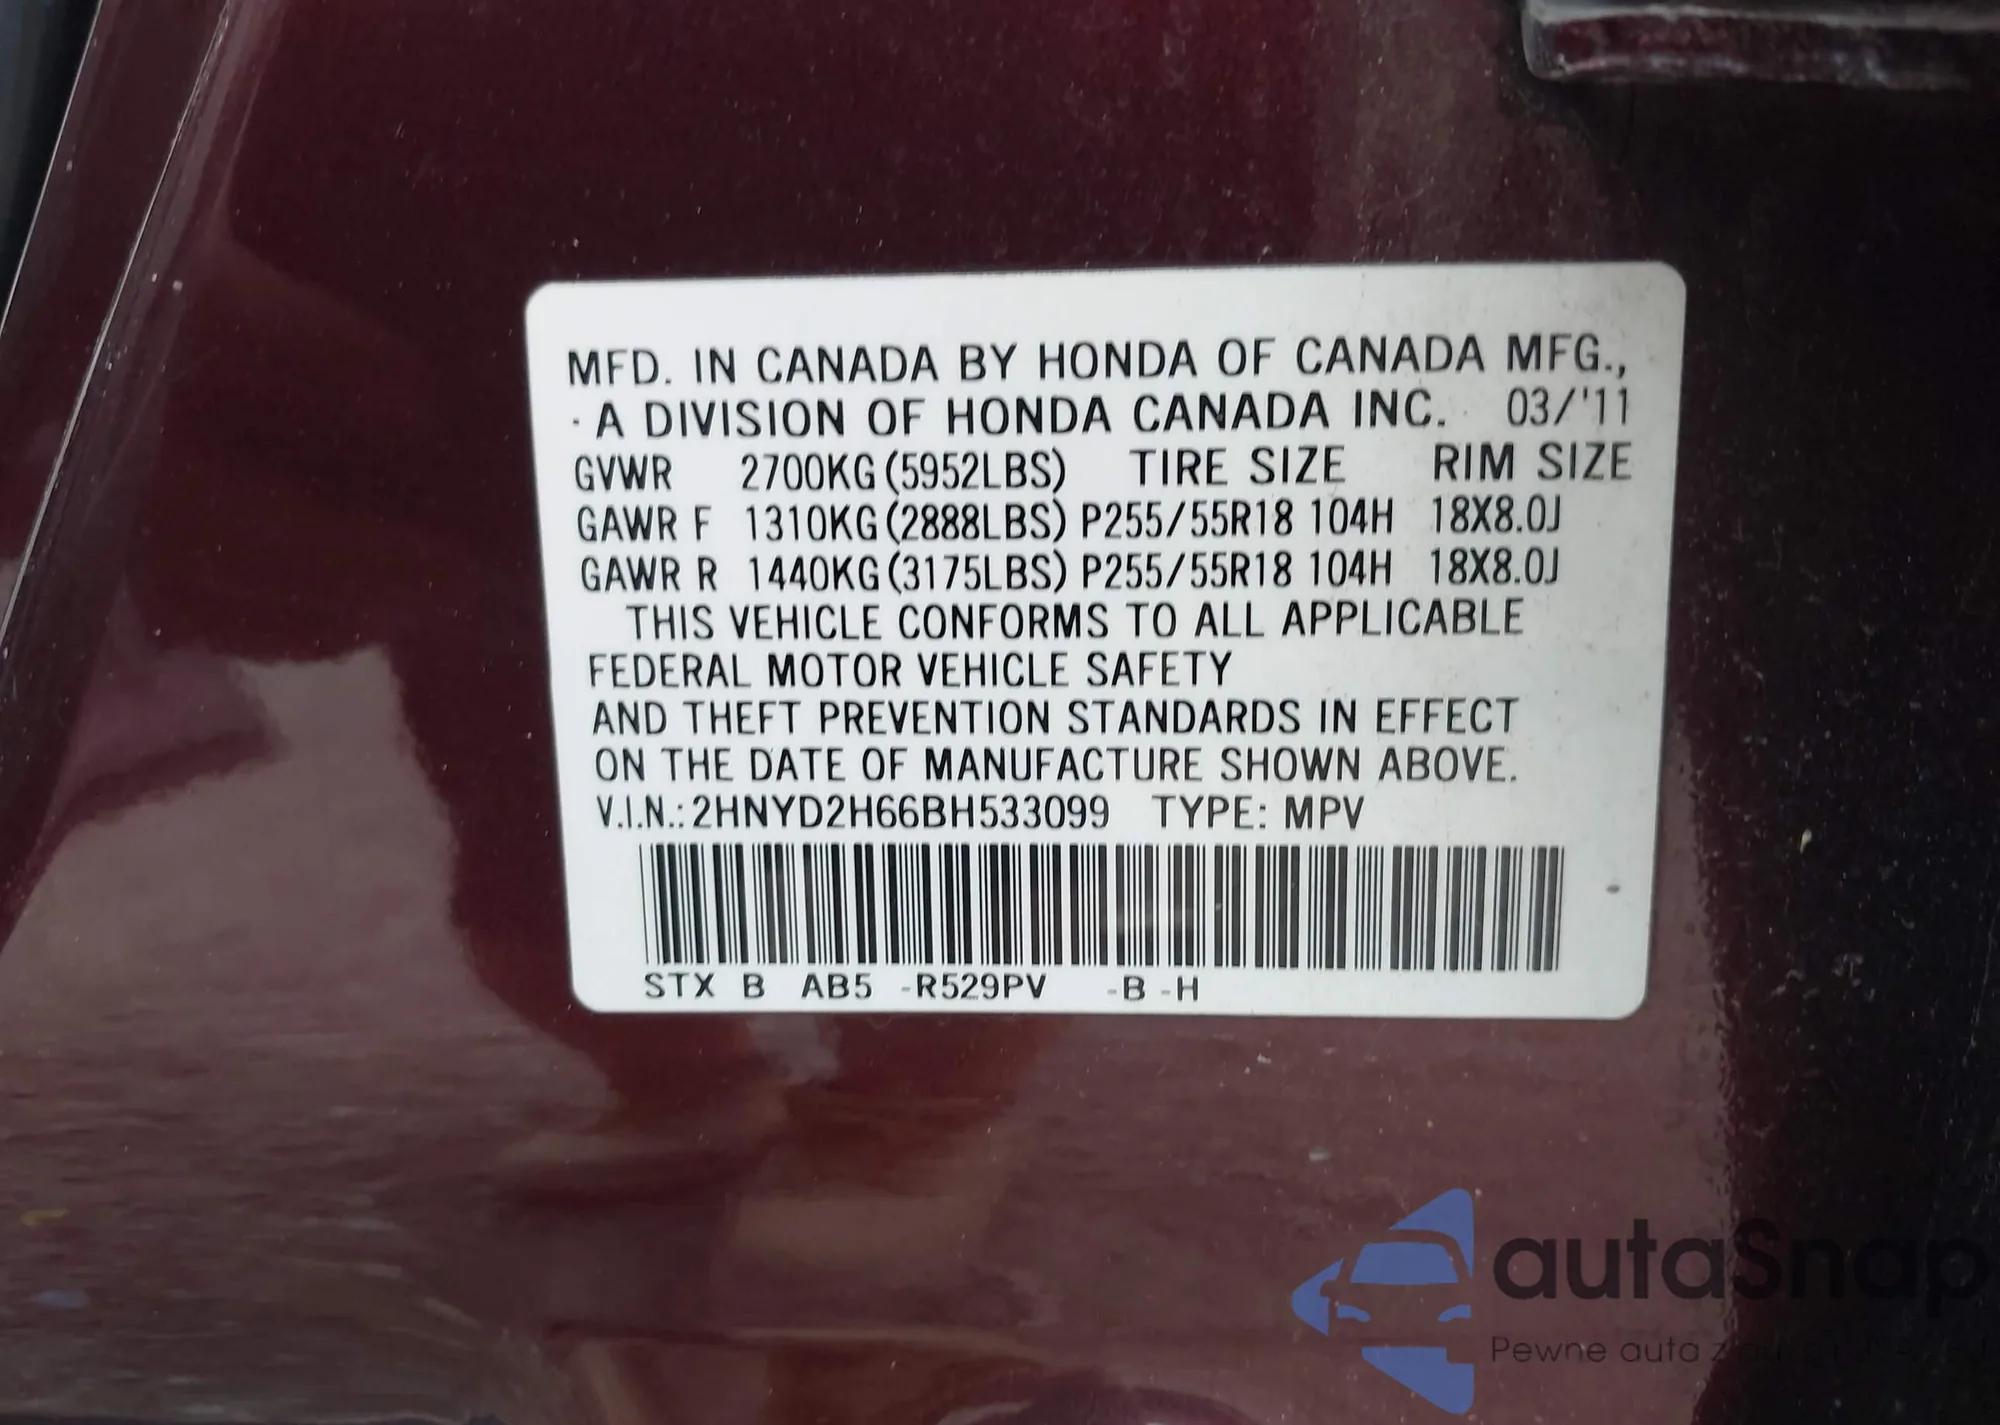 MFD. IN CANADA BY HONDA OF CANADA MFG.,
A DIVISION OF HONDA CANADA INC. 03/'11
GVWR 2700KG (5952LBS) TIRE SIZE RIM SIZE
GAWR F 1310KG (2888LBS) P255/55R18 104H 18X8.0J
GAWR R 1440KG (3175LBS) P255/55R18 104H 18X8.0J
THIS VEHICLE CONFORMS TO ALL APPLICABLE
FEDERAL MOTOR VEHICLE SAFETY
AND THEFT PREVENTION STANDARDS IN EFFECT
ON THE DATE OF MANUFACTURE SHOWN ABOVE.
V.I.N.: 2HNYD2H66BH533099 TYPE: MPV
STX B AB5 -R529PV -B -H
autaSnap
Pewne auta z